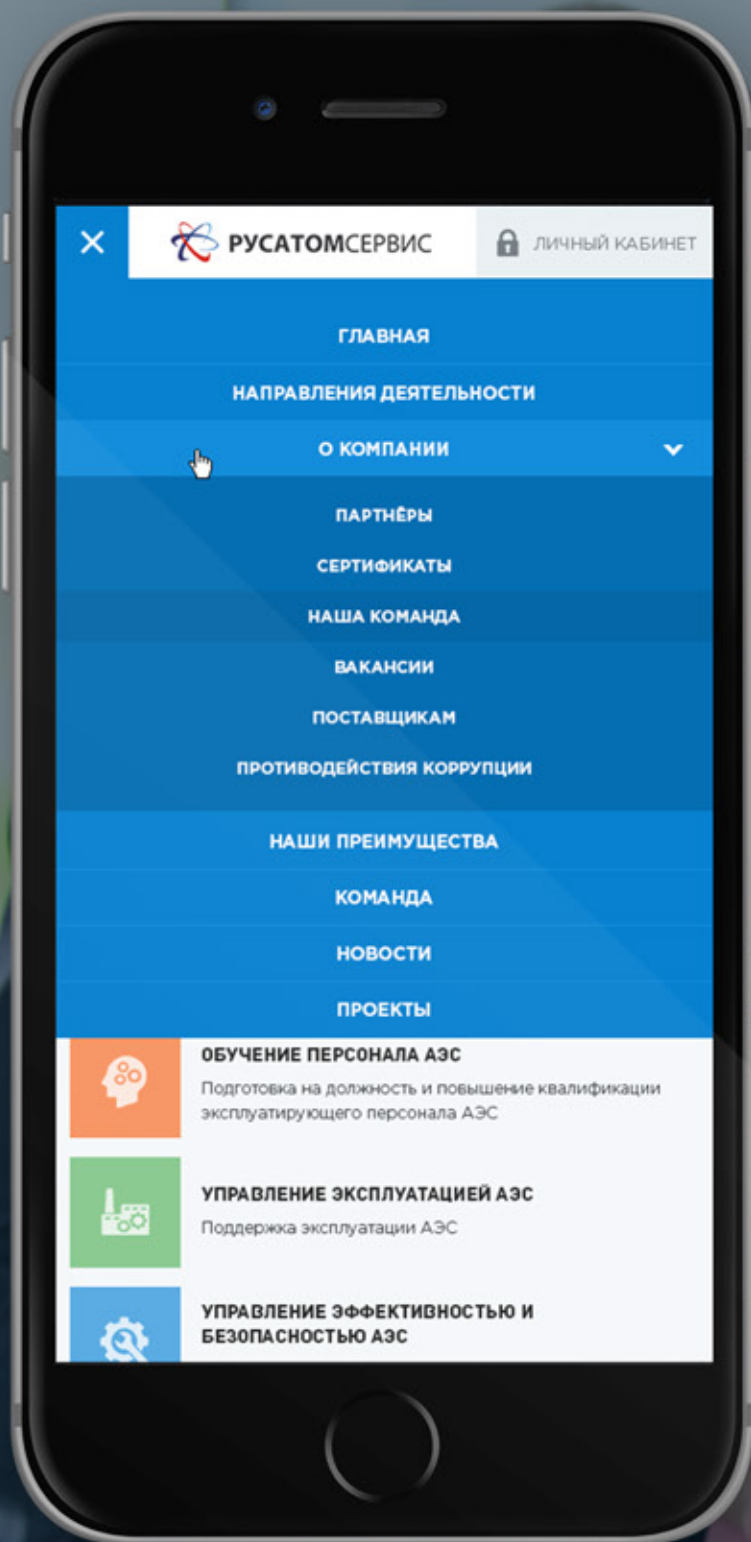 РУСАТОМСЕРВИС
ЛИЧНЫЙ КАБИНЕТ
ГЛАВНАЯ
НАПРАВЛЕНИЯ ДЕЯТЕЛЬНОСТИ
О КОМПАНИИ
ПАРТНЁРЫ
СЕРТИФИКАТЫ
НАША КОМАНДА
ВАКАНСИИ
ПОСТАВЩИКАМ
ПРОТИВОДЕЙСТВИЯ КОРРУПЦИИ
НАШИ ПРЕИМУЩЕСТВА
КОМАНДА
НОВОСТИ
ПРОЕКТЫ
ОБУЧЕНИЕ ПЕРСОНАЛА АЭС
Подготовка на должность и повышение квалификации
эксплуатирующего персонала АЭС
УПРАВЛЕНИЕ ЭКСПЛУАТАЦИЕЙ АЭС
Поддержка эксплуатации АЭС
УПРАВЛЕНИЕ ЭФФЕКТИВНОСТЬЮ И
БЕЗОПАСНОСТЬЮ АЭС